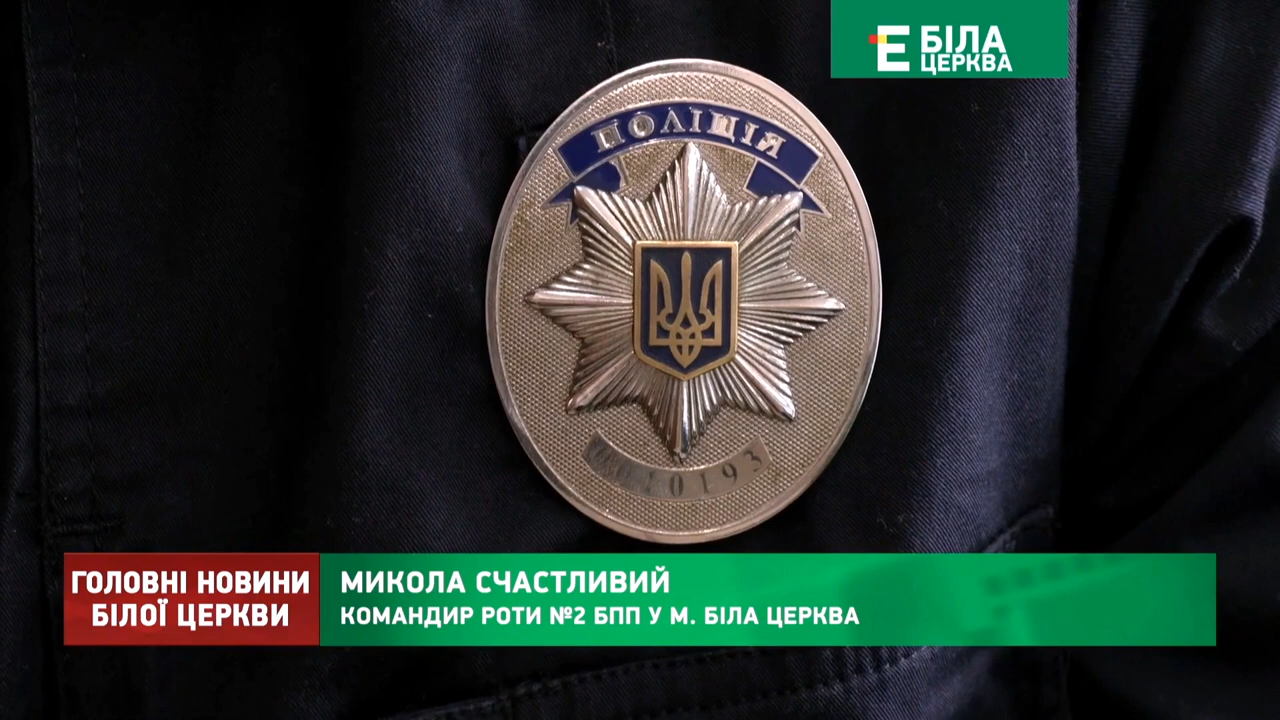 Е БІЛА
ЦЕРКВА
ПОЛІЦІЯ
ГОЛОВНІ НОВИНИ
БІЛОЇ ЦЕРКВИ
МИКОЛА СЧАСТЛИВИЙ
КОМАНДИР РОТИ №2 БПП У М. БІЛА ЦЕРКВА